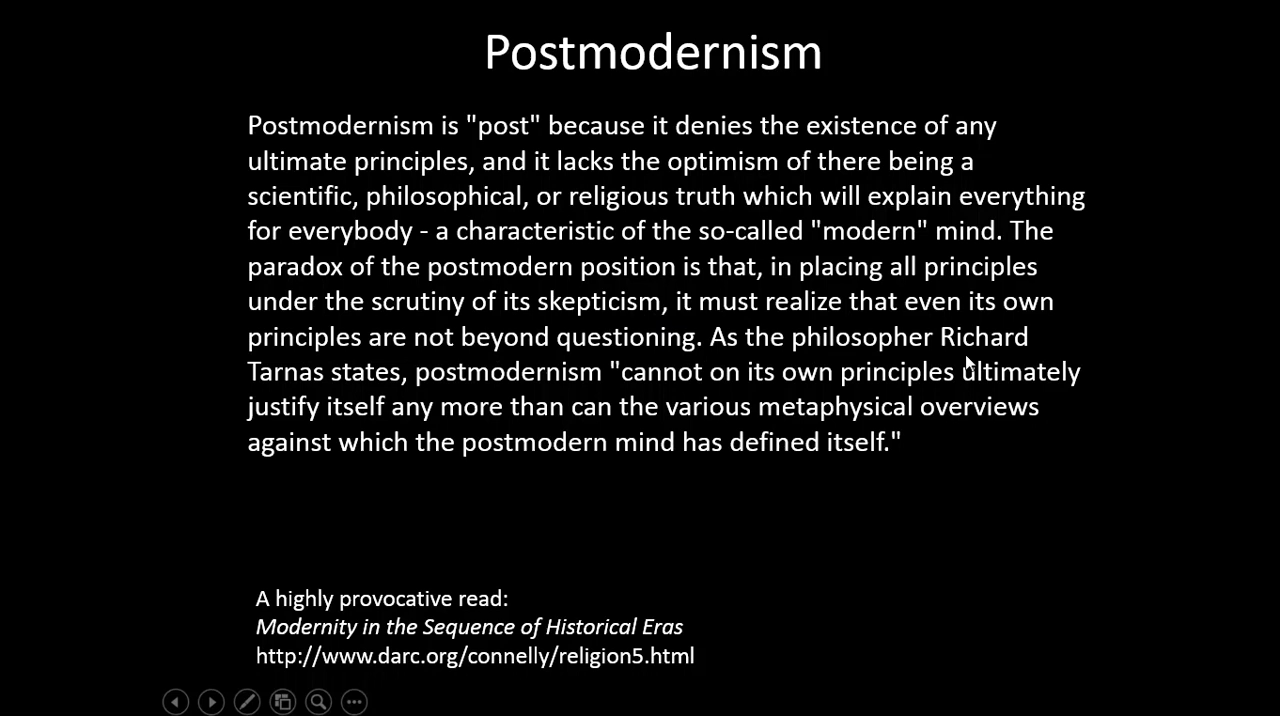 Postmodernism
Postmodernism is "post" because it denies the existence of any
ultimate principles, and it lacks the optimism of there being a
scientific, philosophical, or religious truth which will explain everything
for everybody - a characteristic of the so-called "modern" mind. The
paradox of the postmodern position is that, in placing all principles
under the scrutiny of its skepticism, it must realize that even its own
principles are not beyond questioning. As the philosopher Richard
Tarnas states, postmodernism "cannot on its own principles ultimately
justify itself any more than can the various metaphysical overviews
against which the postmodern mind has defined itself."
A highly provocative read:
Modernity in the Sequence of Historical Eras
http://www.darc.org/connelly/religion5.html